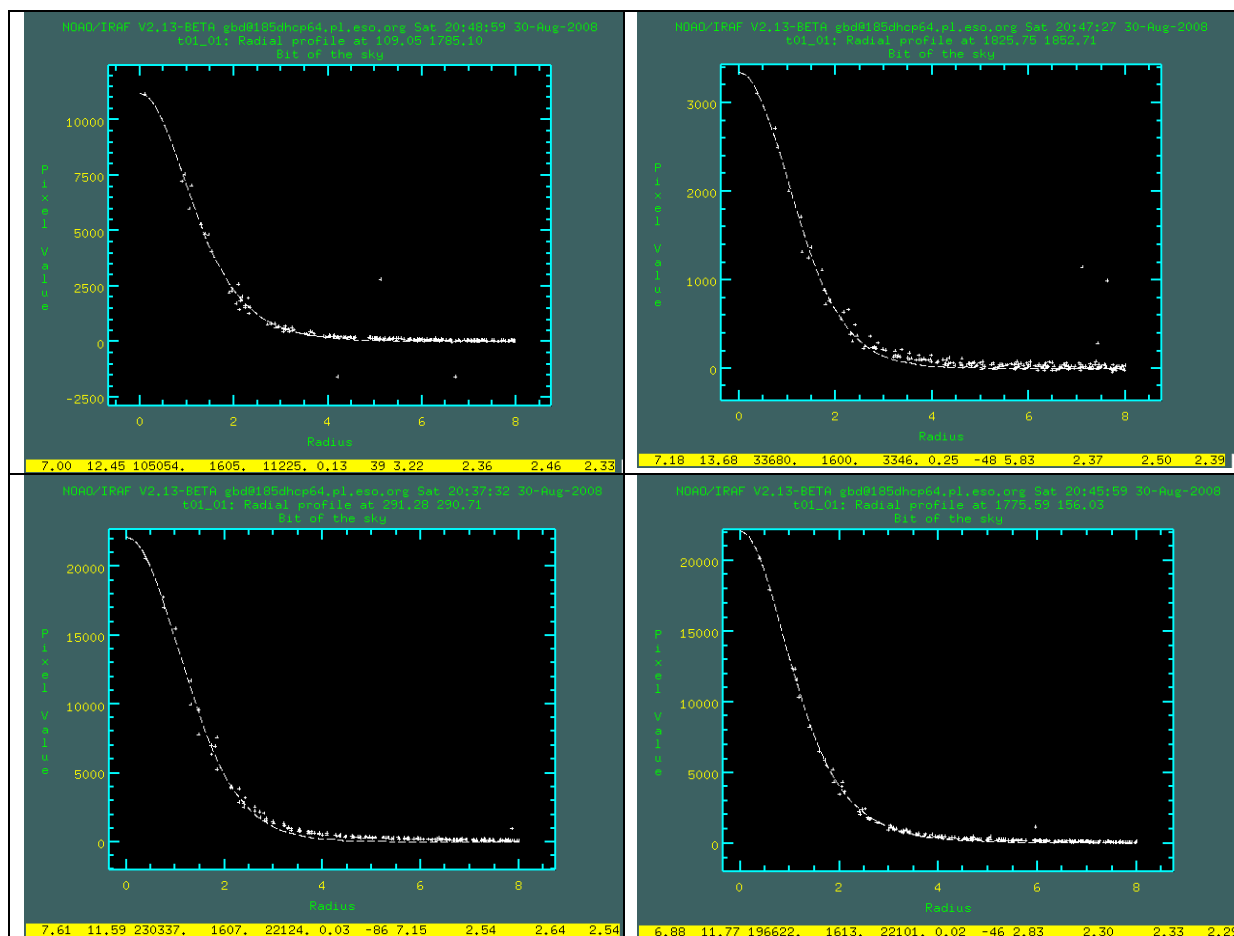 NOAO/IRAF V2.13-BETA gbd@185dhcp64.pl.eso.org Sat 20:48:59 30-Aug-2008
t01_01: Radial profile at 109.05 1785.10
Bit of the sky
10000
7500
5000
2500
0
-2500
Pixel Value
0 2 4 6 8
Radius
7.00 12.45 105054. 1605. 11225. 0.13 39 3.22 2.36 2.46 2.33
NOAO/IRAF V2.13-BETA gbd@185dhcp64.pl.eso.org Sat 20:47:27 30-Aug-2008
t01_01: Radial profile at 1825.75 1852.71
Bit of the sky
3000
2000
1000
0
Pixel Value
0 2 4 6 8
Radius
7.18 13.68 33680. 1600. 3346. 0.25 -48 5.83 2.37 2.50 2.39
NOAO/IRAF V2.13-BETA gbd@185dhcp64.pl.eso.org Sat 20:37:32 30-Aug-2008
t01_01: Radial profile at 291.28 290.71
Bit of the sky
20000
15000
10000
5000
0
Pixel Value
0 2 4 6 8
Radius
7.61 11.59 230337. 1607. 22124. 0.03 -86 7.15 2.54 2.64 2.54
NOAO/IRAF V2.13-BETA gbd@185dhcp64.pl.eso.org Sat 20:45:59 30-Aug-2008
t01_01: Radial profile at 1775.59 156.03
Bit of the sky
20000
15000
10000
5000
0
Pixel Value
0 2 4 6 8
Radius
6.88 11.77 196622. 1613. 22101. 0.02 -46 2.83 2.30 2.33 2.29